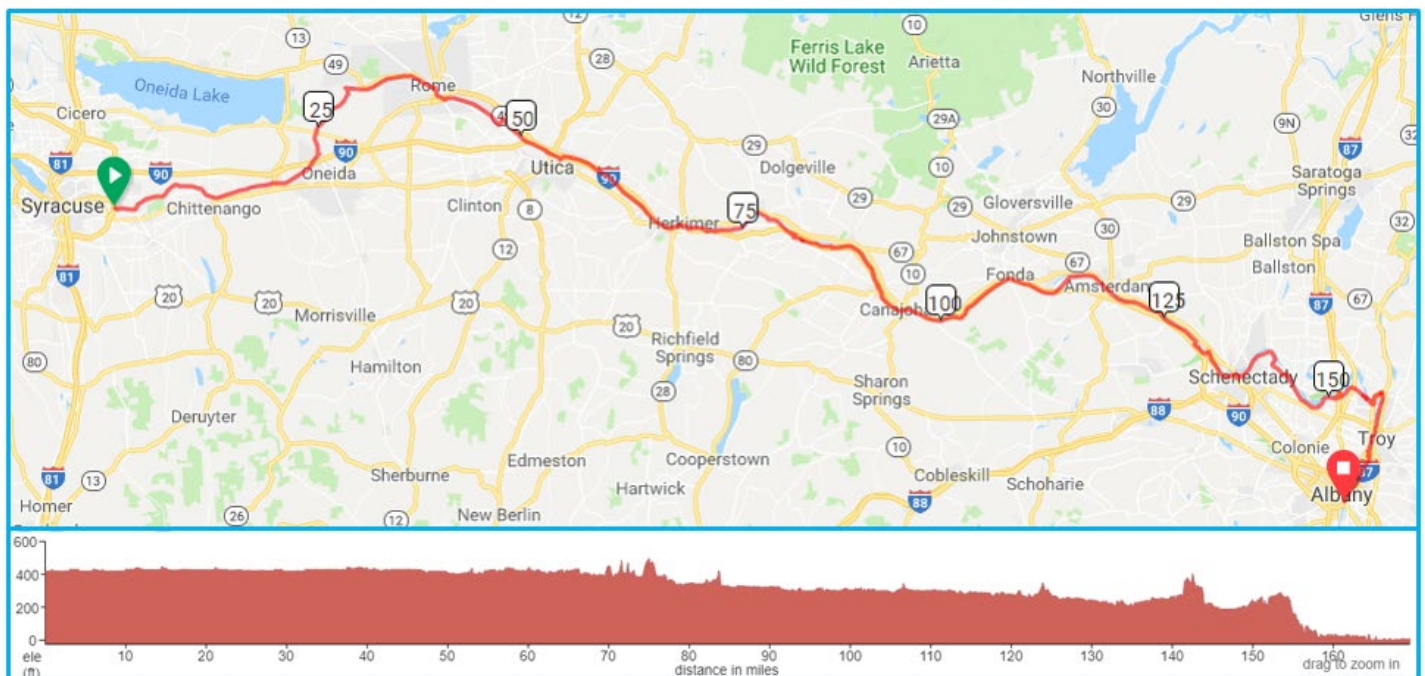 Glens F
13
12
10
49
Ferris Lake
Wild Forest
28
Arietta
Northville
Oneida Lake
Rome
30
Cicero
25
50
29A
9N
32
81
90
90
29
Dolgeville
10
87
Oneida
Utica
90
Saratoga
Springs
Syracuse
Chittenango
Clinton
8
Herkimer
75
29
29
Gloversville
29
32
Johnstown
30
12
67
Ballston Spa
81
10
Fonda
67
Ballston
20
20
20
Canajoh
100
Amsterdam
125
87
67
Morrisville
20
Richfield
Springs
80
80
Hamilton
Schenectady
150
28
Sharon
Springs
88
90
Deruyter
10
Colonie
Troy
Edmeston
Cooperstown
81
13
Sherburne
Cobleskill
Schoharie
87
Homer
Hartwick
88
Albany
26
12
New Berlin
600
400
200
0
ele
(ft)
10
20
30
40
50
60
70
80
90
100
110
120
130
140
150
160
distance in miles
drag to zoom in